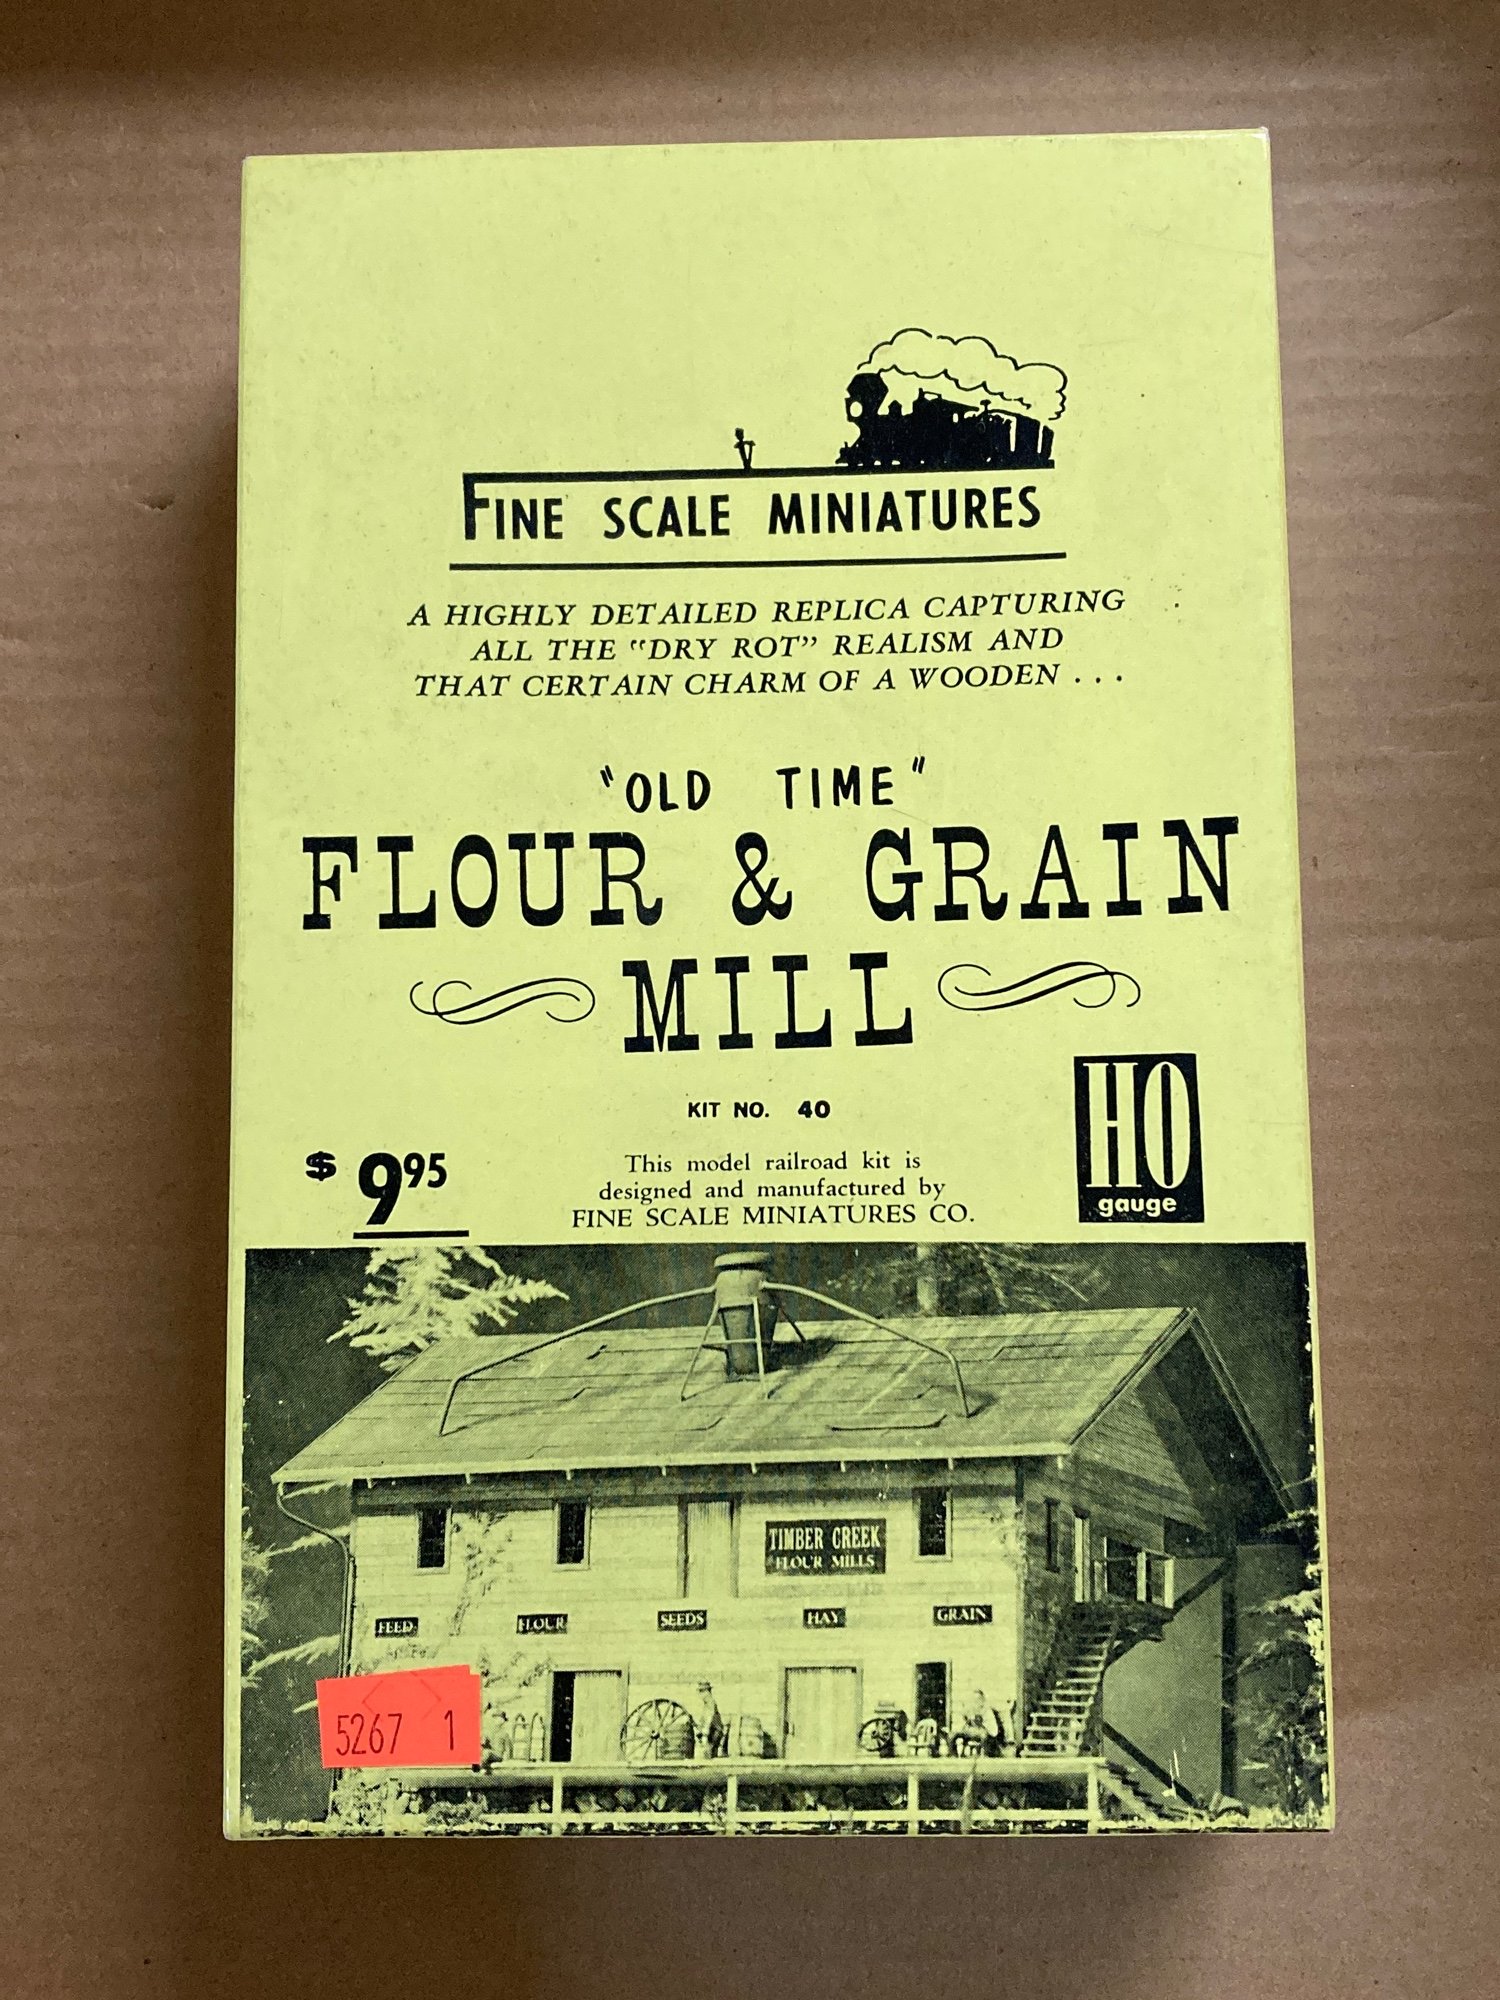 FINE SCALE MINIATURES
A HIGHLY DETAILED REPLICA CAPTURING
ALL THE "DRY ROT" REALISM AND
THAT CERTAIN CHARM OF A WOODEN . . .
"OLD TIME"
FLOUR & GRAIN
MILL
KIT NO. 40
HO
gauge
$ 9.95
This model railroad kit is
designed and manufactured by
FINE SCALE MINIATURES CO.
TIMBER CREEK
FLOUR MILLS
FEED FLOUR SEEDS HAY GRAIN
5267 1